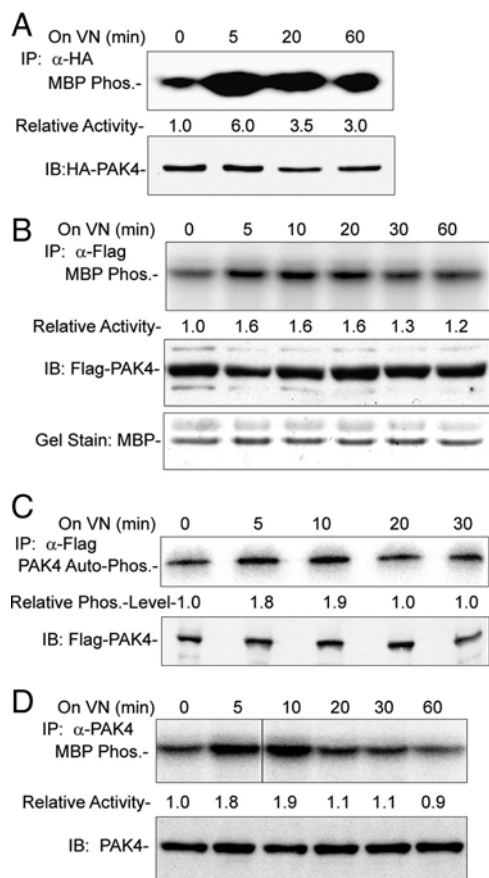 A
On VN (min) 0 5 20 60
IP: α-HA
MBP Phos.-
Relative Activity- 1.0 6.0 3.5 3.0
IB:HA-PAK4-
B
On VN (min) 0 5 10 20 30 60
IP: α-Flag
MBP Phos.-
Relative Activity- 1.0 1.6 1.6 1.6 1.3 1.2
IB: Flag-PAK4-
Gel Stain: MBP-
C
On VN (min) 0 5 10 20 30
IP: α-Flag
PAK4 Auto-Phos.-
Relative Phos.-Level-1.0 1.8 1.9 1.0 1.0
IB: Flag-PAK4-
D
On VN (min) 0 5 10 20 30 60
IP: α-PAK4
MBP Phos.-
Relative Activity- 1.0 1.8 1.9 1.1 1.1 0.9
IB: PAK4-